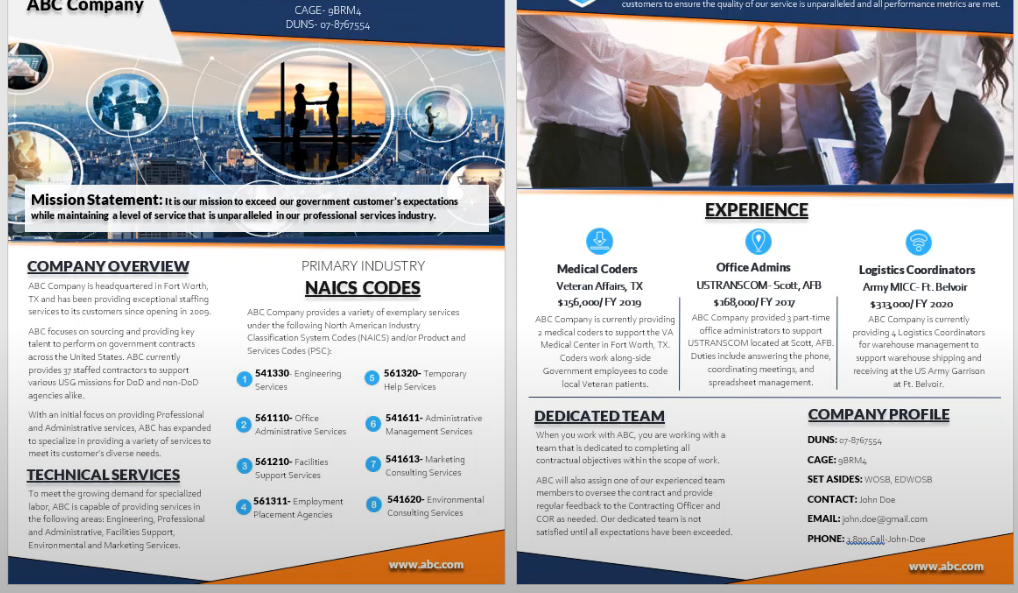 ABC Company
CAGE- 9BRM4
DUNS- 07-8767554
Mission Statement: It is our mission to exceed our government customer's expectations
while maintaining a level of service that is unparalleled in our professional services industry.
COMPANY OVERVIEW
ABC Company is headquartered in Fort Worth,
TX and has been providing exceptional staffing
services to its customers since opening in 2009.
ABC focuses on sourcing and providing key
talent to perform on government contracts
across the United States. ABC currently
provides 37 staffed contractors to support
various USG missions for DoD and non-DoD
agencies alike.
With an initial focus on providing Professional
and Administrative services, ABC has expanded
to specialize in providing a variety of services to
meet its customer's diverse needs.
TECHNICAL SERVICES
To meet the growing demand for specialized
labor, ABC is capable of providing services in
the following areas: Engineering, Professional
and Administrative, Facilities Support,
Environmental and Marketing Services.
PRIMARY INDUSTRY
NAICS CODES
ABC Company provides a variety of exemplary services
under the following North American Industry
Classification System Codes (NAICS) and/or Product and
Services Codes (PSC):
1 541330- Engineering
Services
2 561110- Office
Administrative Services
3 561210- Facilities
Support Services
4 561311- Employment
Placement Agencies
5 561320- Temporary
Help Services
6 541611- Administrative
Management Services
7 541613- Marketing
Consulting Services
8 541620- Environmental
Consulting Services
www.abc.com
customers to ensure the quality of our service is unparalleled and all performance metrics are met.
EXPERIENCE
Medical Coders
Veteran Affairs, TX
$156,000/ FY 2019
ABC Company is currently providing
2 medical coders to support the VA
Medical Center in Fort Worth, TX.
Coders work along-side
Government employees to code
local Veteran patients.
Office Admins
USTRANSCOM- Scott, AFB
$168,000/ FY 2017
ABC Company provided 3 part-time
office administrators to support
USTRANSCOM located at Scott, AFB.
Duties include answering the phone,
coordinating meetings, and
spreadsheet management.
Logistics Coordinators
Army MICC- Ft. Belvoir
$313,000/ FY 2020
ABC Company is currently
providing 4 Logistics Coordinators
for warehouse management to
support warehouse shipping and
receiving at the US Army Garrison
at Ft. Belvoir.
DEDICATED TEAM
When you work with ABC, you are working with a
team that is dedicated to completing all
contractual objectives within the scope of work.
ABC will also assign one of our experienced team
members to oversee the contract and provide
regular feedback to the Contracting Officer and
COR as needed. Our dedicated team is not
satisfied until all expectations have been exceeded.
COMPANY PROFILE
DUNS: 07-8767554
CAGE: 9BRM4
SET ASIDES: WOSB, EDWOSB
CONTACT: John Doe
EMAIL: john.doe@gmail.com
PHONE: 1.800.Call-John-Doe
www.abc.com